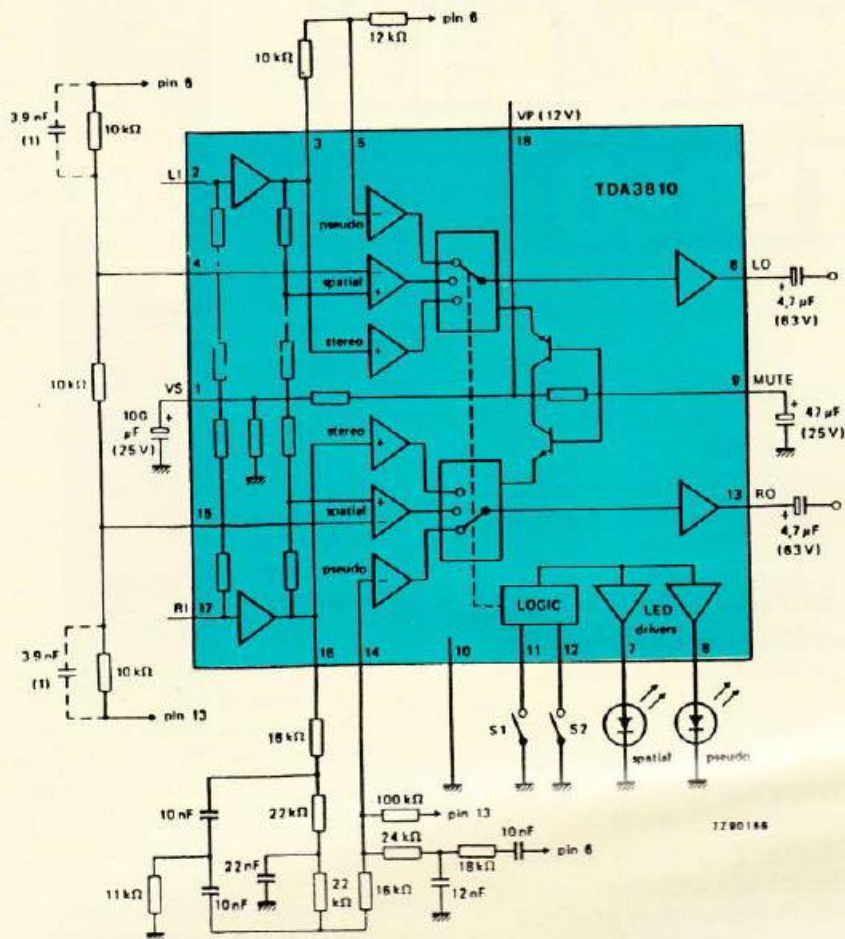 12 kΩ
pin 6
10 kΩ
pin 6
3,9 nF
(1)
10 kΩ
VP (12 V)
3
5
18
LI
2
TDA3810
pseudo
4
spatial
6
LO
4,7 µF
(63 V)
stereo
10 kΩ
VS
1
9
MUTE
100
µF
(25 V)
47 µF
(25 V)
stereo
15
spatial
13
RO
4,7 µF
(63 V)
pseudo
RI
17
LOGIC
LED
drivers
3,9 nF
(1)
10 kΩ
16
14
10
11
12
7
8
pin 13
S1
S2
spatial
pseudo
18 kΩ
10 nF
22 kΩ
100 kΩ
pin 13
24 kΩ
10 nF
pin 6
7Z90166
11 kΩ
10 nF
22 nF
22
kΩ
16 kΩ
12 nF
18 kΩ